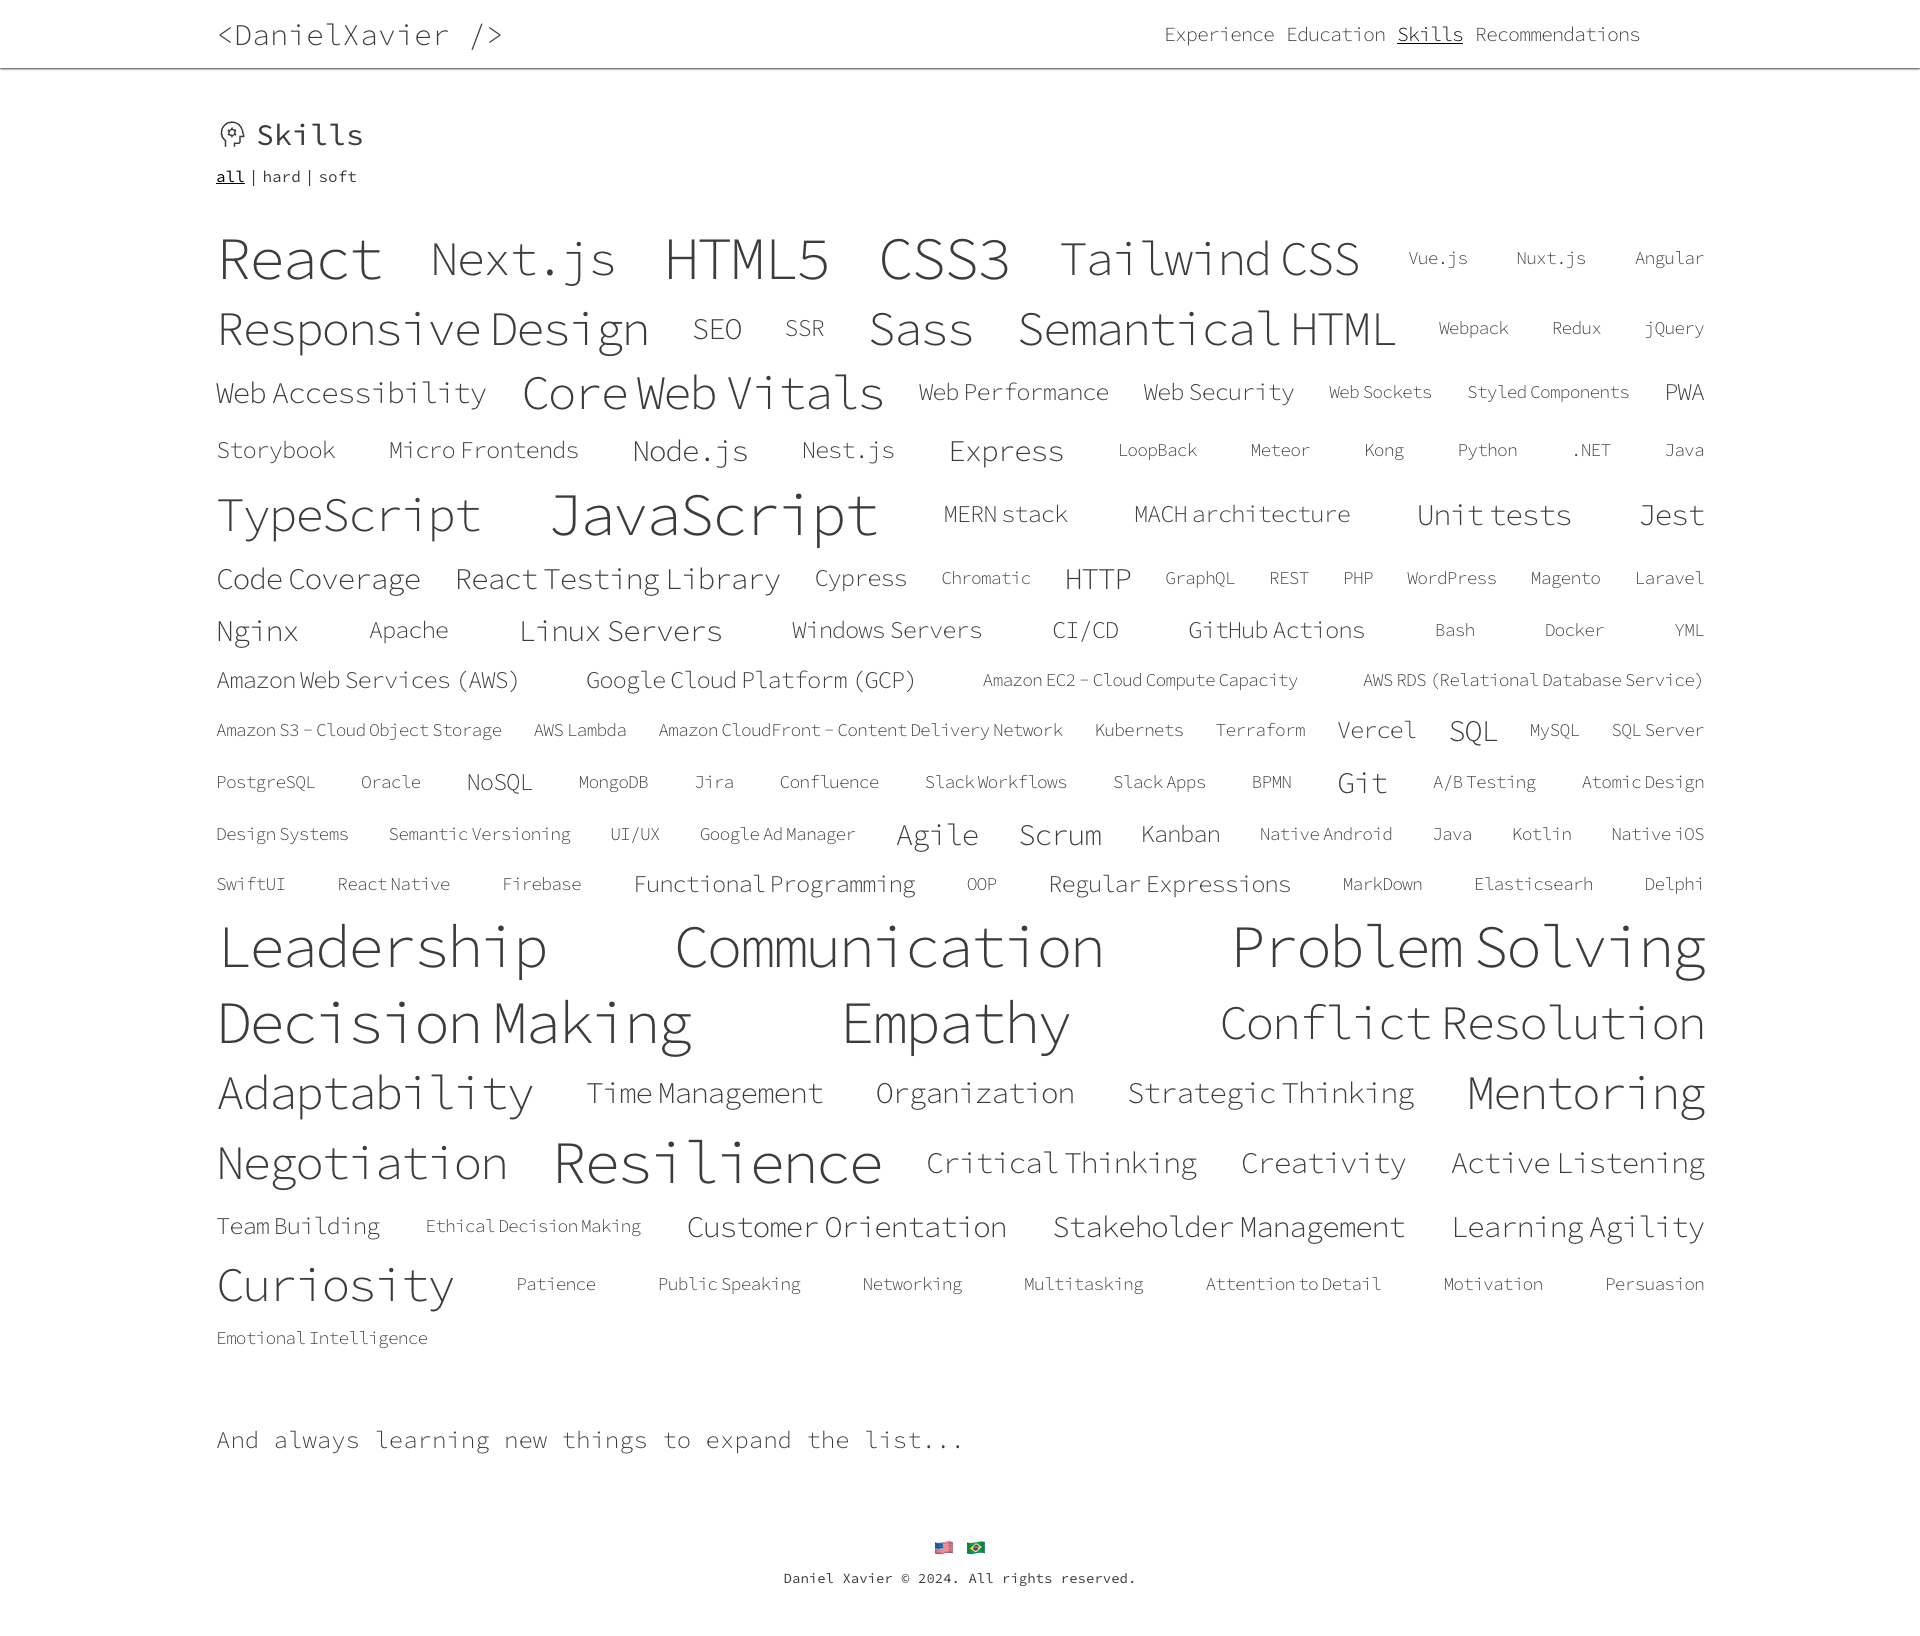 <DanielXavier />
Experience Education Skills Recommendations
Skills
all | hard | soft
React Next.js HTML5 CSS3 Tailwind CSS Vue.js Nuxt.js Angular
Responsive Design SEO SSR Sass Semantical HTML Webpack Redux jQuery
Web Accessibility Core Web Vitals Web Performance Web Security Web Sockets Styled Components PWA
Storybook Micro Frontends Node.js Nest.js Express LoopBack Meteor Kong Python .NET Java
TypeScript JavaScript MERN stack MACH architecture Unit tests Jest
Code Coverage React Testing Library Cypress Chromatic HTTP GraphQL REST PHP WordPress Magento Laravel
Nginx Apache Linux Servers Windows Servers CI/CD GitHub Actions Bash Docker YML
Amazon Web Services (AWS) Google Cloud Platform (GCP) Amazon EC2 - Cloud Compute Capacity AWS RDS (Relational Database Service)
Amazon S3 - Cloud Object Storage AWS Lambda Amazon CloudFront - Content Delivery Network Kubernets Terraform Vercel SQL MySQL SQL Server
PostgreSQL Oracle NoSQL MongoDB Jira Confluence Slack Workflows Slack Apps BPMN Git A/B Testing Atomic Design
Design Systems Semantic Versioning UI/UX Google Ad Manager Agile Scrum Kanban Native Android Java Kotlin Native iOS
SwiftUI React Native Firebase Functional Programming OOP Regular Expressions MarkDown Elasticsearh Delphi
Leadership Communication Problem Solving
Decision Making Empathy Conflict Resolution
Adaptability Time Management Organization Strategic Thinking Mentoring
Negotiation Resilience Critical Thinking Creativity Active Listening
Team Building Ethical Decision Making Customer Orientation Stakeholder Management Learning Agility
Curiosity Patience Public Speaking Networking Multitasking Attention to Detail Motivation Persuasion
Emotional Intelligence
And always learning new things to expand the list...
Daniel Xavier © 2024. All rights reserved.